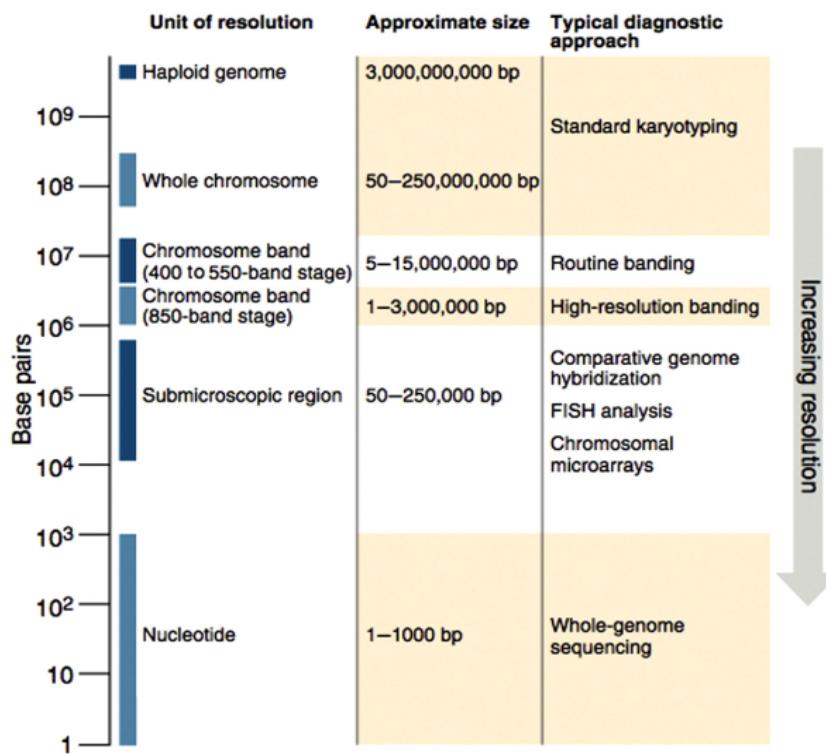 Unit of resolution
Approximate size
Typical diagnostic
approach
Haploid genome
3,000,000,000 bp
10⁹
Standard karyotyping
Whole chromosome
50–250,000,000 bp
10⁸
10⁷
Chromosome band
(400 to 550-band stage)
5–15,000,000 bp
Routine banding
Chromosome band
(850-band stage)
1–3,000,000 bp
High-resolution banding
10⁶
Comparative genome
hybridization
Submicroscopic region
50–250,000 bp
10⁵
FISH analysis
Chromosomal
microarrays
10⁴
10³
10²
Nucleotide
1–1000 bp
Whole-genome
sequencing
10
1
Base pairs
Increasing resolution